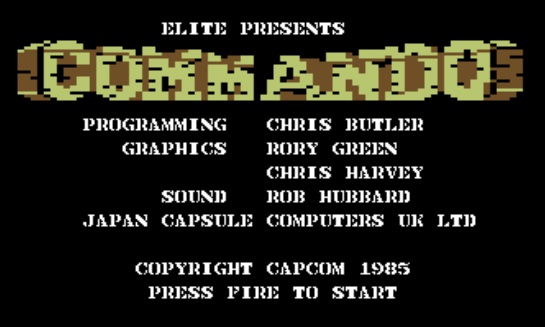 ELITE PRESENTS
COMMANDO
PROGRAMMING CHRIS BUTLER
GRAPHICS RORY GREEN
CHRIS HARVEY
SOUND ROB HUBBARD
JAPAN CAPSULE COMPUTERS UK LTD
COPYRIGHT CAPCOM 1985
PRESS FIRE TO START